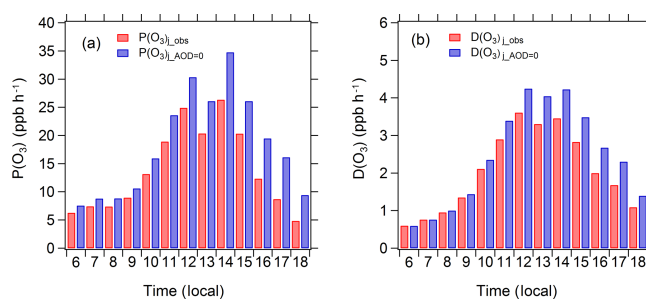 (a)
P(O₃)j_obs
P(O₃)j_AOD=0
P(O₃) (ppb h⁻¹)
40
35
30
25
20
15
10
5
0
6 7 8 9 10 11 12 13 14 15 16 17 18
Time (local)
(b)
D(O₃)j_obs
D(O₃)j_AOD=0
D(O₃) (ppb h⁻¹)
6
5
4
3
2
1
0
6 7 8 9 10 11 12 13 14 15 16 17 18
Time (local)